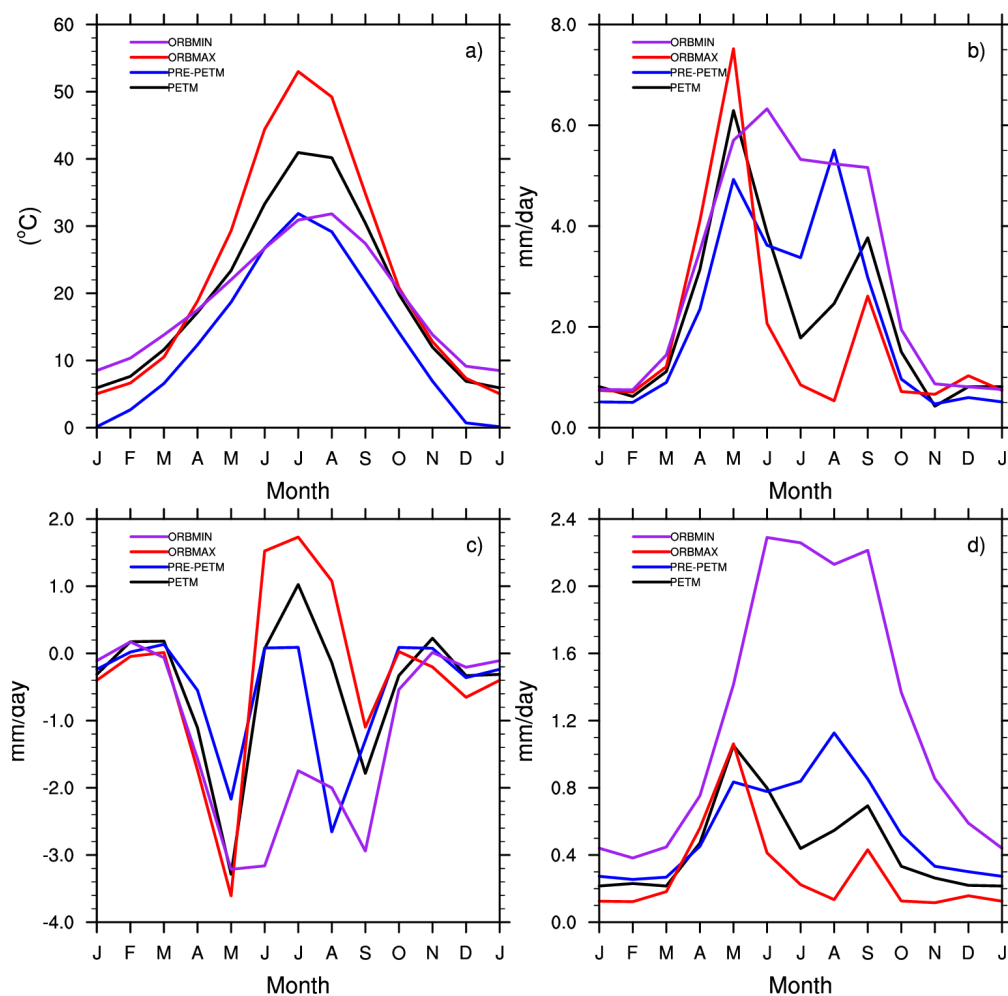 60
50
40
30
20
10
0
(°C)
ORBMIN
ORBMAX
PRE-PETM
PETM
a)
J F M A M J J A S O N D J
Month
8.0
6.0
4.0
2.0
0.0
mm/day
ORBMIN
ORBMAX
PRE-PETM
PETM
b)
J F M A M J J A S O N D J
Month
2.0
1.0
0.0
-1.0
-2.0
-3.0
-4.0
mm/day
ORBMIN
ORBMAX
PRE-PETM
PETM
c)
J F M A M J J A S O N D J
Month
2.4
2.0
1.6
1.2
0.8
0.4
0.0
mm/day
ORBMIN
ORBMAX
PRE-PETM
PETM
d)
J F M A M J J A S O N D J
Month